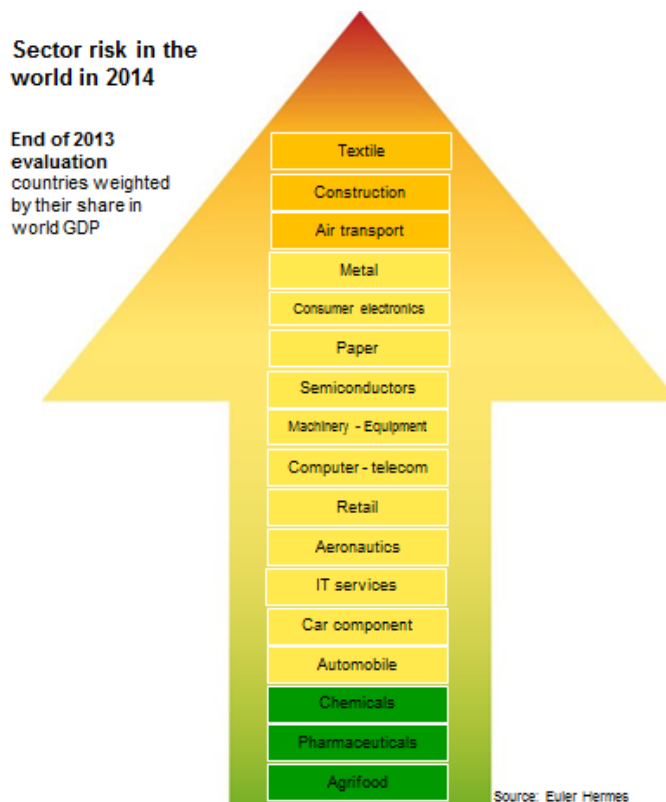 Sector risk in the
world in 2014
End of 2013
evaluation
countries weighted
by their share in
world GDP
Textile
Construction
Air transport
Metal
Consumer electronics
Paper
Semiconductors
Machinery - Equipment
Computer - telecom
Retail
Aeronautics
IT services
Car component
Automobile
Chemicals
Pharmaceuticals
Agrifood
Source: Euler Hermes